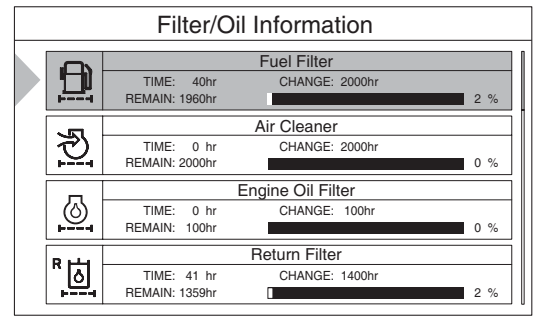 Filter/Oil Information
Fuel Filter
TIME: 40hr CHANGE: 2000hr
REMAIN: 1960hr 2 %
Air Cleaner
TIME: 0 hr CHANGE: 2000hr
REMAIN: 2000hr 0 %
Engine Oil Filter
TIME: 0 hr CHANGE: 100hr
REMAIN: 100hr 0 %
R
Return Filter
TIME: 41 hr CHANGE: 1400hr
REMAIN: 1359hr 2 %